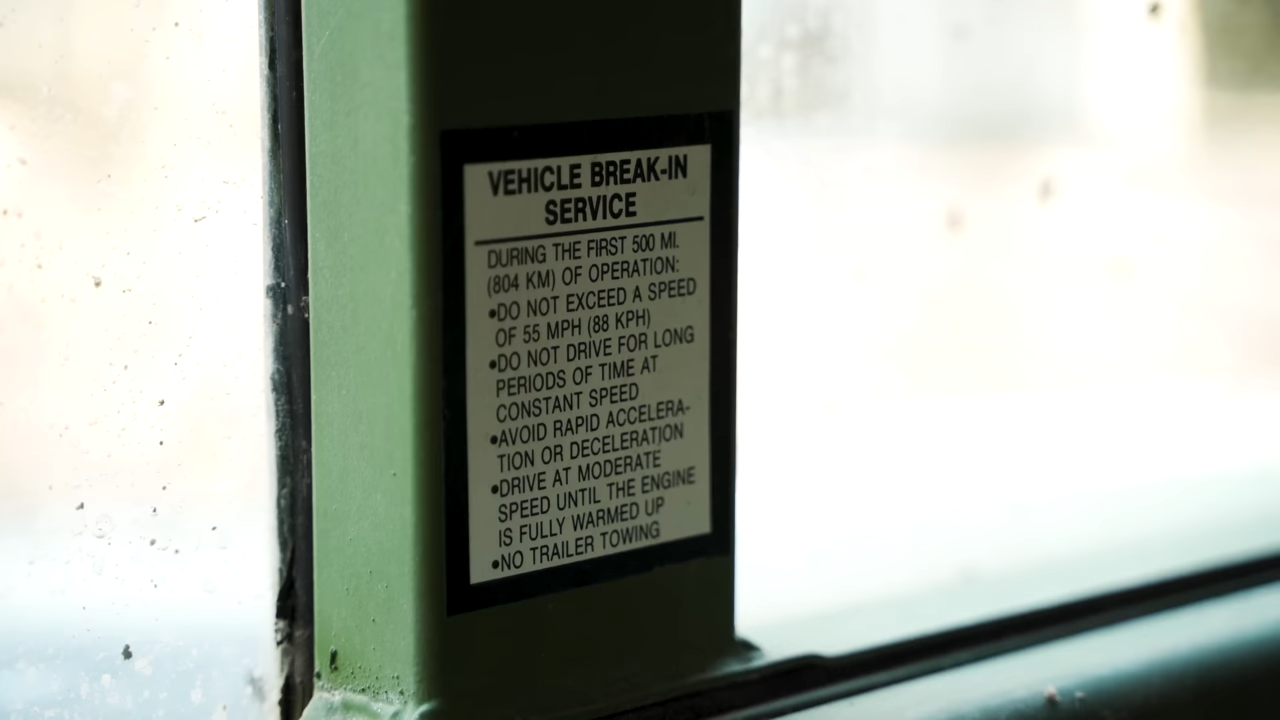 VEHICLE BREAK-IN
SERVICE
DURING THE FIRST 500 MI.
(804 KM) OF OPERATION:
•DO NOT EXCEED A SPEED
OF 55 MPH (88 KPH)
•DO NOT DRIVE FOR LONG
PERIODS OF TIME AT
CONSTANT SPEED
•AVOID RAPID ACCELERA-
TION OR DECELERATION
•DRIVE AT MODERATE
SPEED UNTIL THE ENGINE
IS FULLY WARMED UP
•NO TRAILER TOWING